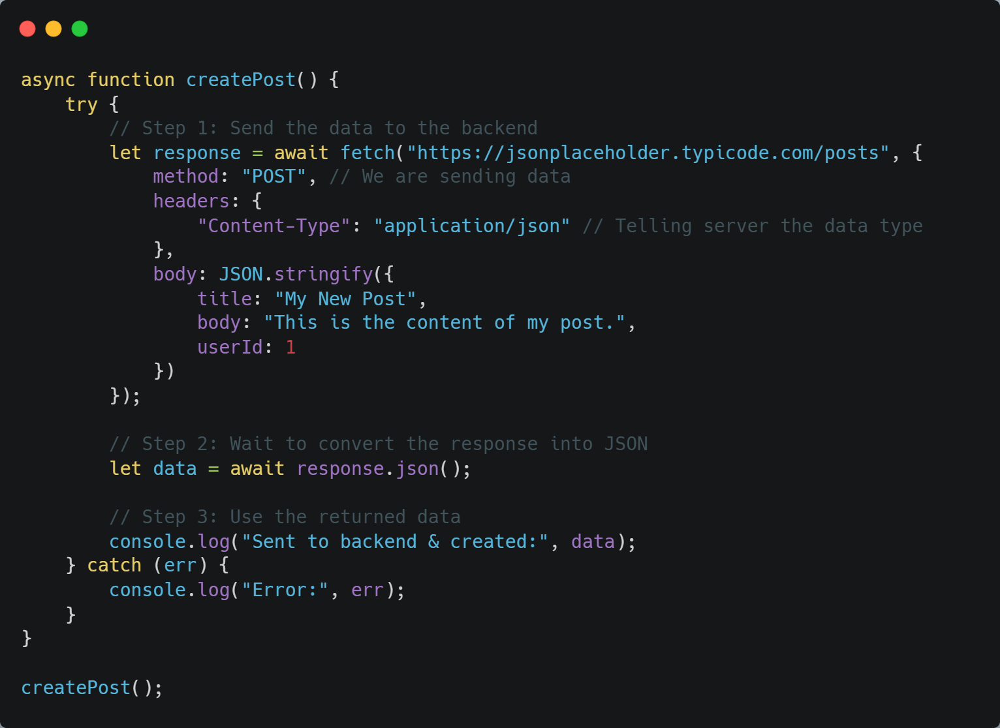 async function createPost() {
    try {
        // Step 1: Send the data to the backend
        let response = await fetch("https://jsonplaceholder.typicode.com/posts", {
            method: "POST", // We are sending data
            headers: {
                "Content-Type": "application/json" // Telling server the data type
            },
            body: JSON.stringify({
                title: "My New Post",
                body: "This is the content of my post.",
                userId: 1
            })
        });

        // Step 2: Wait to convert the response into JSON
        let data = await response.json();

        // Step 3: Use the returned data
        console.log("Sent to backend & created:", data);
    } catch (err) {
        console.log("Error:", err);
    }
}

createPost();